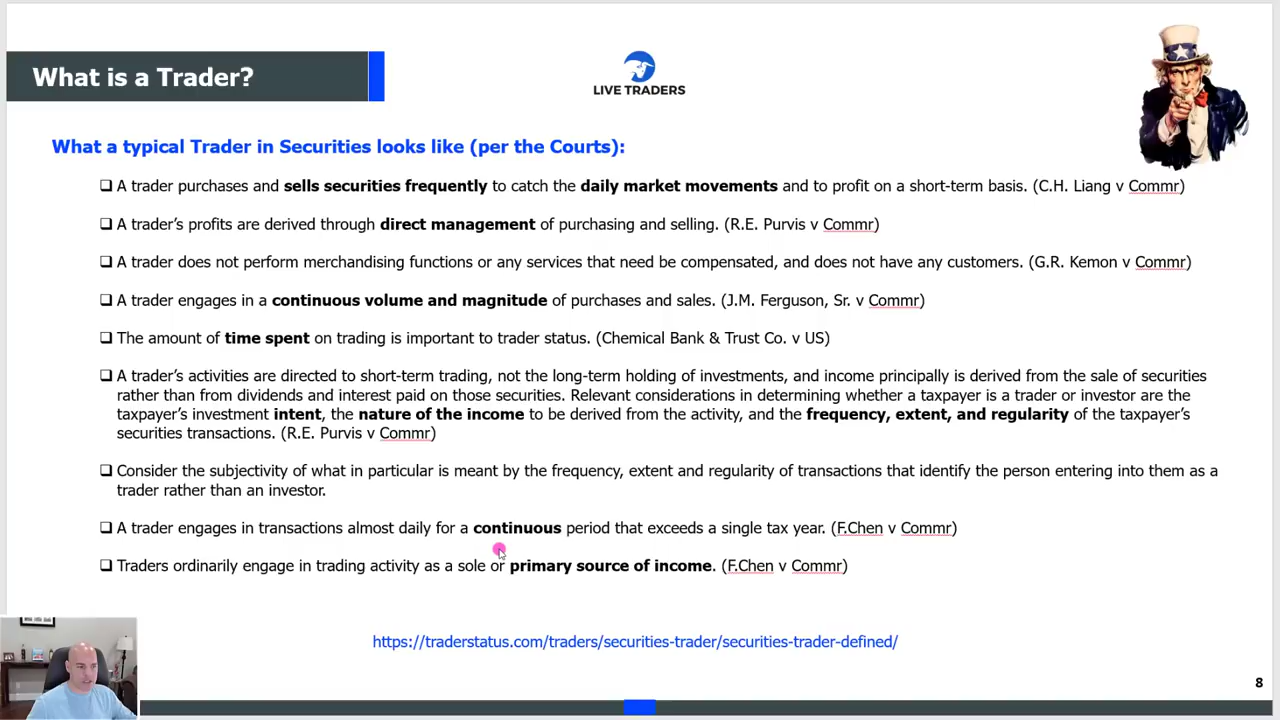 What is a Trader?
LIVE TRADERS
What a typical Trader in Securities looks like (per the Courts):
❑ A trader purchases and sells securities frequently to catch the daily market movements and to profit on a short-term basis. (C.H. Liang v Commr)
❑ A trader's profits are derived through direct management of purchasing and selling. (R.E. Purvis v Commr)
❑ A trader does not perform merchandising functions or any services that need be compensated, and does not have any customers. (G.R. Kemon v Commr)
❑ A trader engages in a continuous volume and magnitude of purchases and sales. (J.M. Ferguson, Sr. v Commr)
❑ The amount of time spent on trading is important to trader status. (Chemical Bank & Trust Co. v US)
❑ A trader's activities are directed to short-term trading, not the long-term holding of investments, and income principally is derived from the sale of securities
rather than from dividends and interest paid on those securities. Relevant considerations in determining whether a taxpayer is a trader or investor are the
taxpayer's investment intent, the nature of the income to be derived from the activity, and the frequency, extent, and regularity of the taxpayer's
securities transactions. (R.E. Purvis v Commr)
❑ Consider the subjectivity of what in particular is meant by the frequency, extent and regularity of transactions that identify the person entering into them as a
trader rather than an investor.
❑ A trader engages in transactions almost daily for a continuous period that exceeds a single tax year. (F.Chen v Commr)
❑ Traders ordinarily engage in trading activity as a sole or primary source of income. (F.Chen v Commr)
https://traderstatus.com/traders/securities-trader/securities-trader-defined/
8